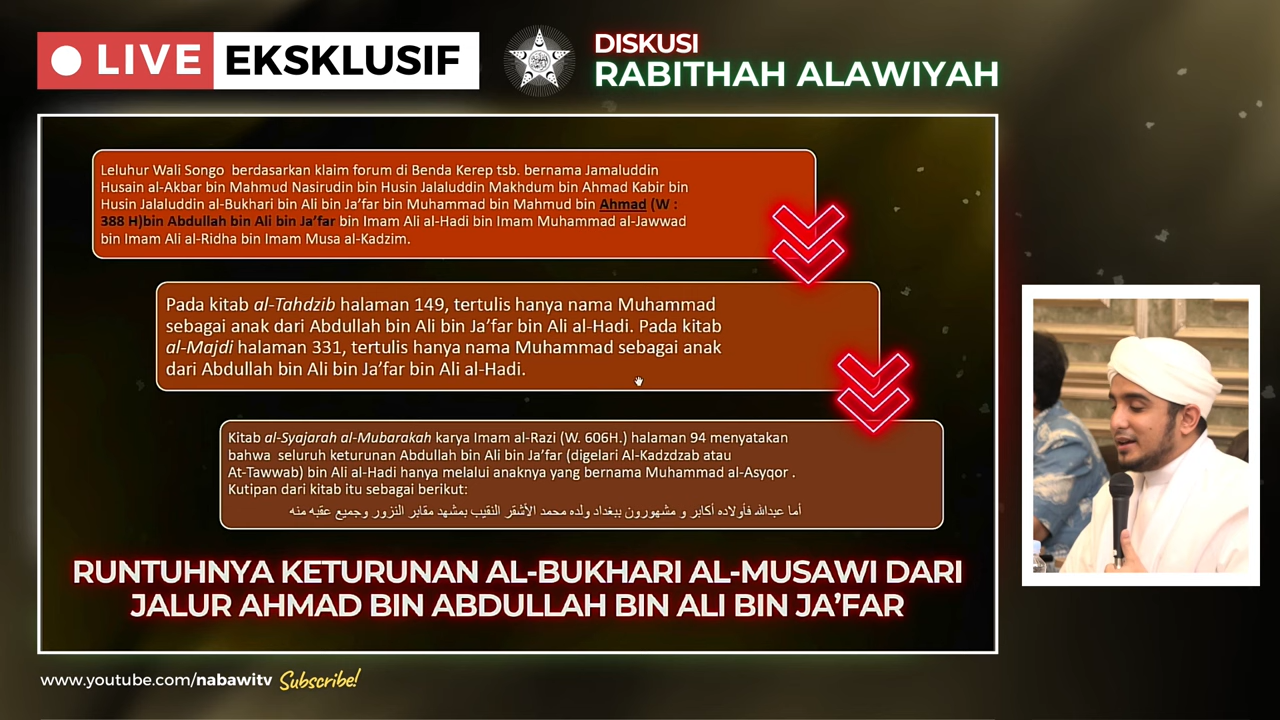 LIVE EKSKLUSIF
DISKUSI
RABITHAH ALAWIYAH
Leluhur Wali Songo berdasarkan klaim forum di Benda Kerep tsb. bernama Jamaluddin
Husain al-Akbar bin Mahmud Nasirudin bin Husin Jalaluddin Makhdum bin Ahmad Kabir bin
Husin Jalaluddin al-Bukhari bin Ali bin Ja’far bin Muhammad bin Mahmud bin Ahmad (W :
388 H)bin Abdullah bin Ali bin Ja’far bin Imam Ali al-Hadi bin Imam Muhammad al-Jawwad
bin Imam Ali al-Ridha bin Imam Musa al-Kadzim.
Pada kitab al-Tahdzib halaman 149, tertulis hanya nama Muhammad
sebagai anak dari Abdullah bin Ali bin Ja’far bin Ali al-Hadi. Pada kitab
al-Majdi halaman 331, tertulis hanya nama Muhammad sebagai anak
dari Abdullah bin Ali bin Ja’far bin Ali al-Hadi.
Kitab al-Syajarah al-Mubarakah karya Imam al-Razi (W. 606H.) halaman 94 menyatakan
bahwa seluruh keturunan Abdullah bin Ali bin Ja’far (digelari Al-Kadzdzab atau
At-Tawwab) bin Ali al-Hadi hanya melalui anaknya yang bernama Muhammad al-Asyqor .
Kutipan dari kitab itu sebagai berikut:
أما عبدالله فأولاده أكابر و مشهورون ببغداد ولده محمد الأشقر النقيب بمشهد مقابر النزور وجميع عقبه منه
RUNTUHNYA KETURUNAN AL-BUKHARI AL-MUSAWI DARI
JALUR AHMAD BIN ABDULLAH BIN ALI BIN JA’FAR
www.youtube.com/nabawitv Subscribe!